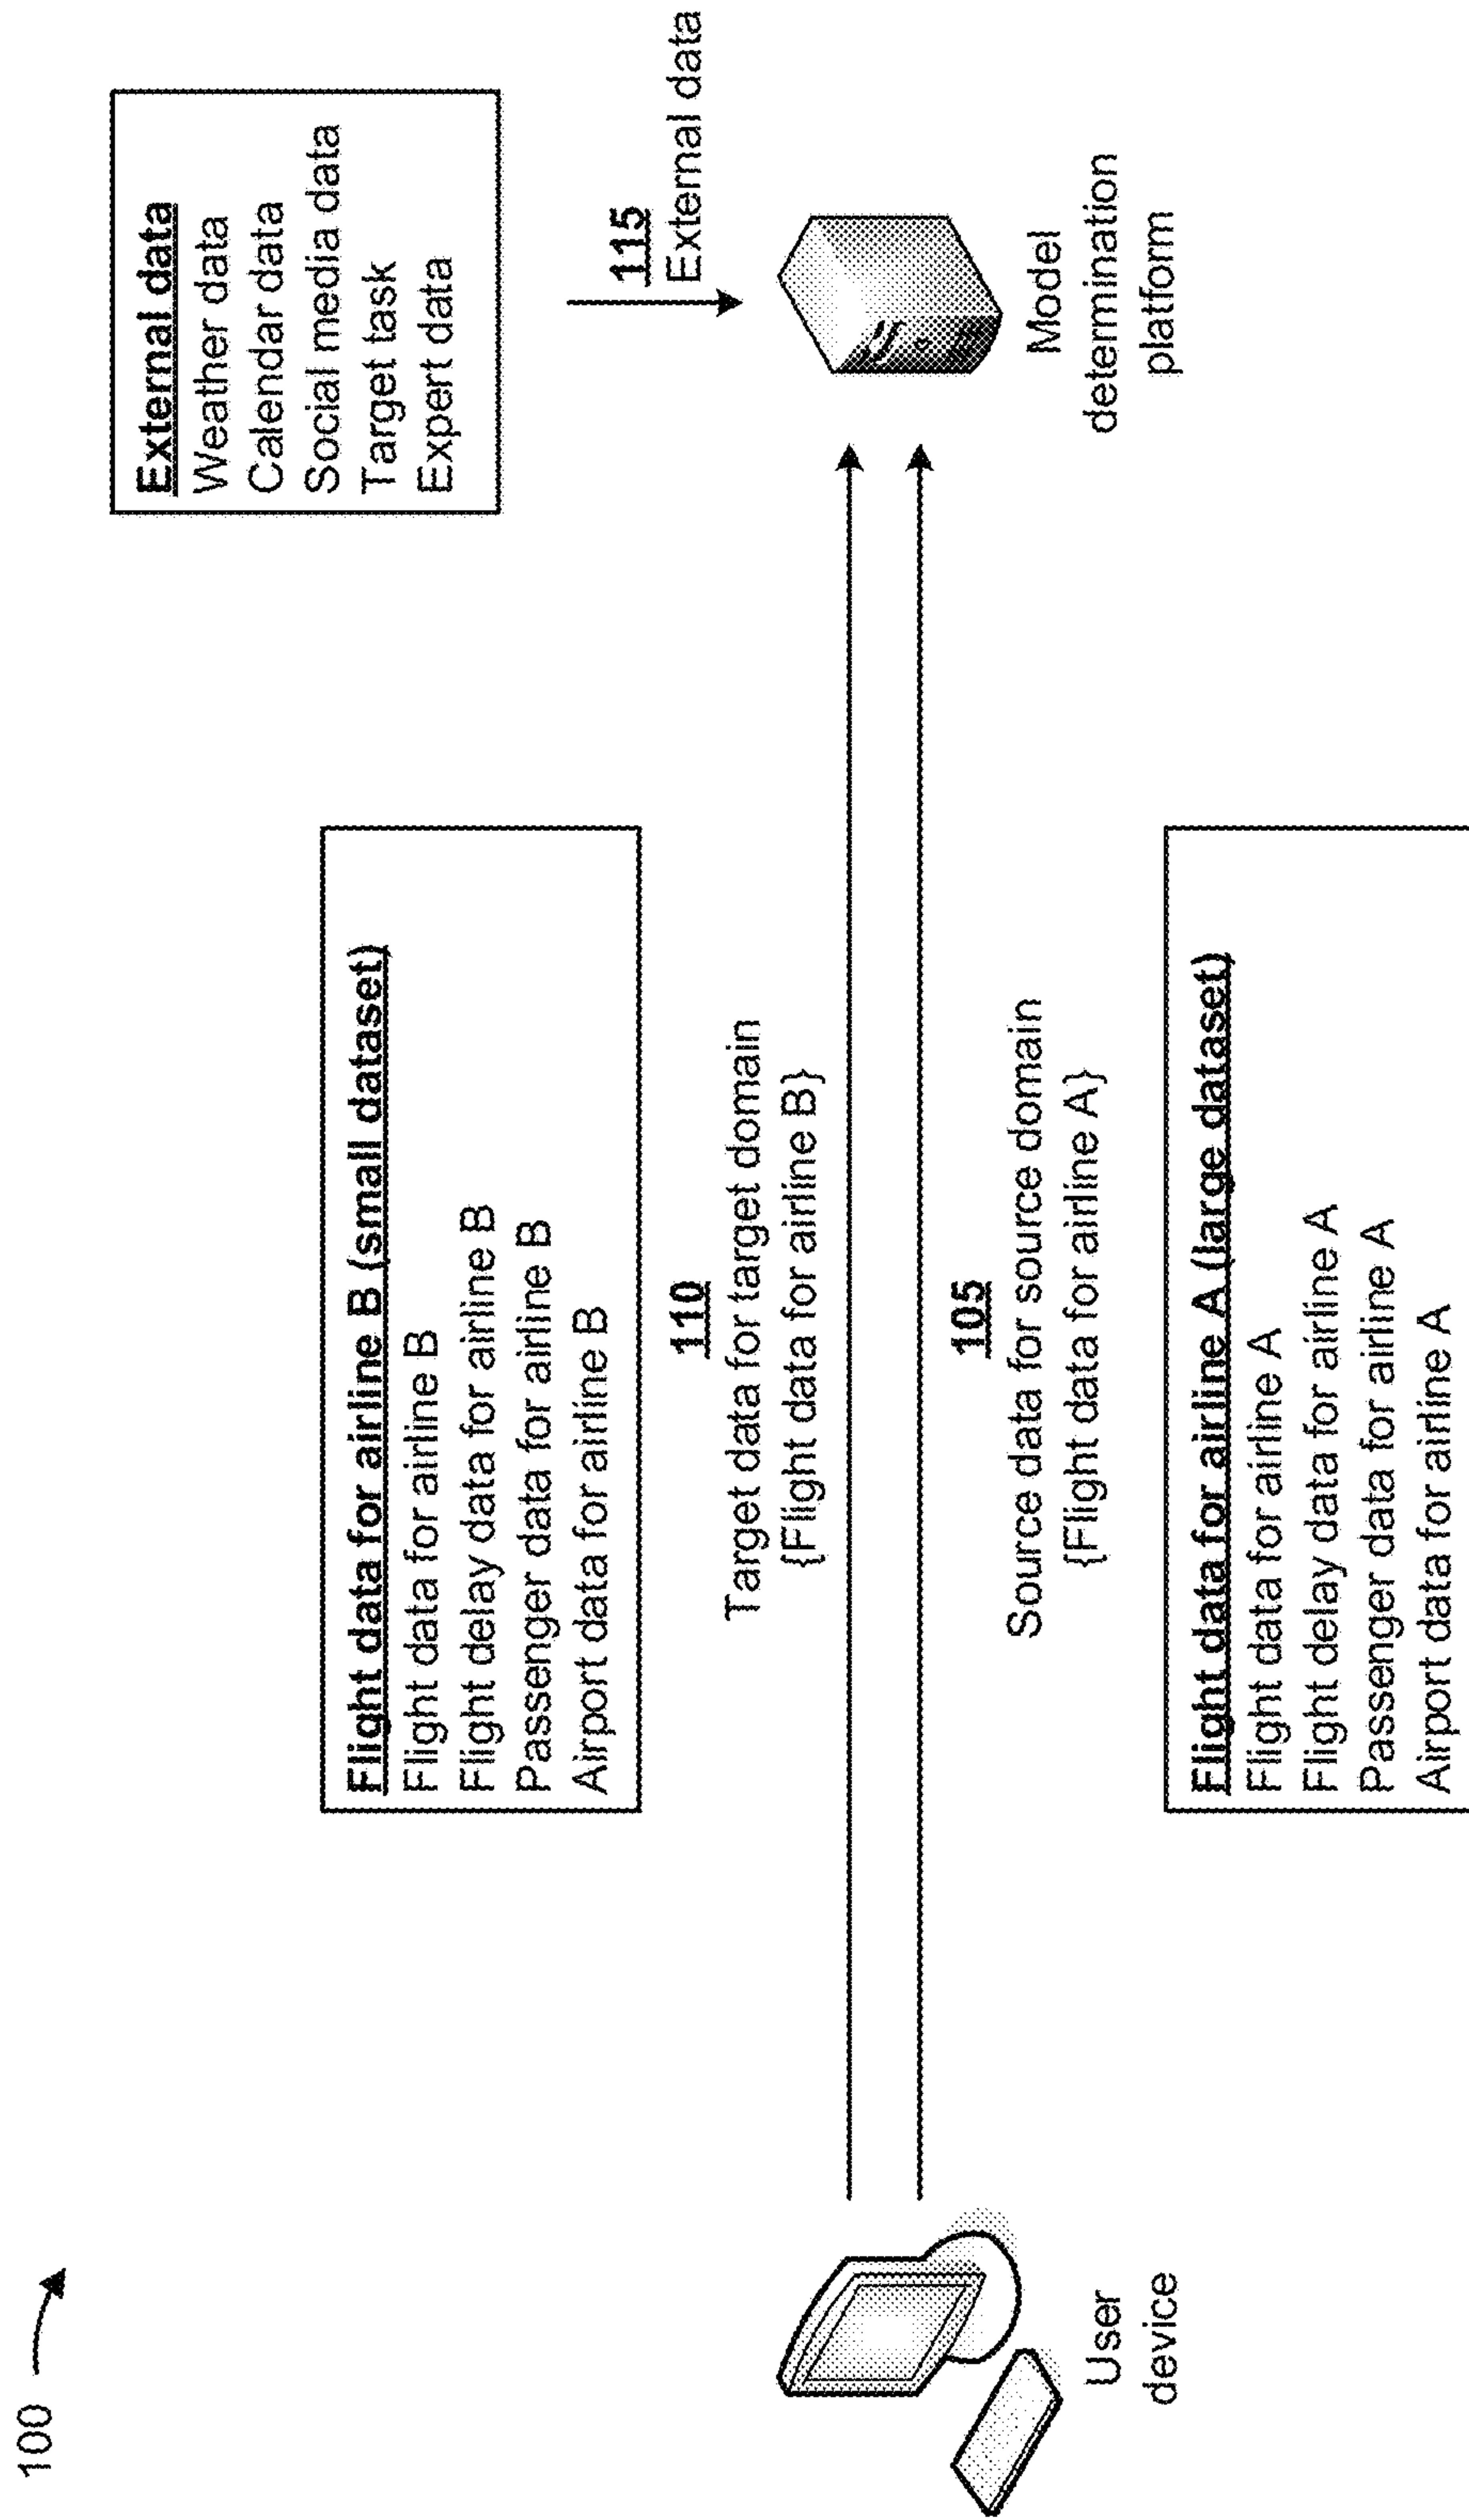 100
External data
Weather data
Calendar data
Social media data
Target task
Expert data
115
External data
Flight data for airline B (small dataset)
Flight data for airline B
Flight delay data for airline B
Passenger data for airline B
Airport data for airline B
110
Target data for target domain
{Flight data for airline B}
105
Source data for source domain
{Flight data for airline A}
Flight data for airline A (large dataset)
Flight data for airline A
Flight delay data for airline A
Passenger data for airline A
Airport data for airline A
User
device
Model
determination
platform